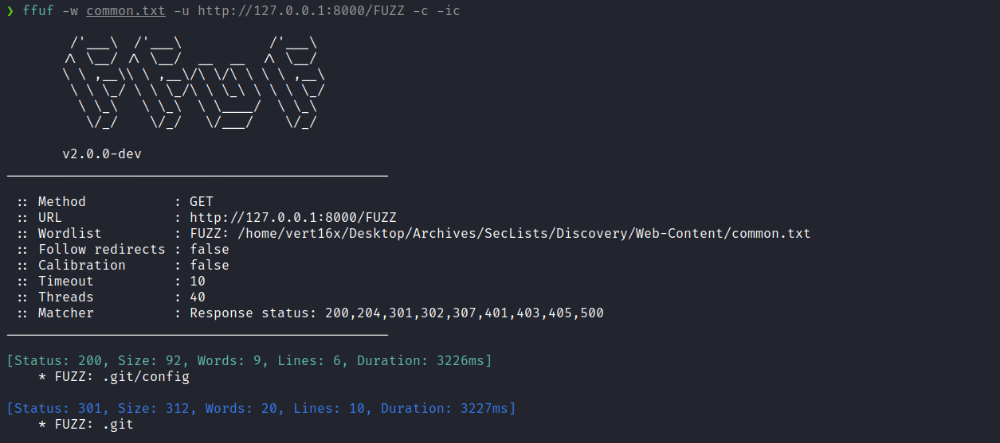 ❯ ffuf -w common.txt -u http://127.0.0.1:8000/FUZZ -c -ic
        /'___\  /'___\           /'___\
       /\ \__/ /\ \__/  __  __  /\ \__/
       \ \ ,__\\ \ ,__\/\ \/\ \ \ \ ,__\
        \ \ \_/ \ \ \_/\ \ \_\ \ \ \ \_/
         \ \_\   \ \_\  \ \____/  \ \_\
          \/_/    \/_/   \/___/    \/_/
       v2.0.0-dev
________________________________________________
 :: Method           : GET
 :: URL              : http://127.0.0.1:8000/FUZZ
 :: Wordlist         : FUZZ: /home/vert16x/Desktop/Archives/SecLists/Discovery/Web-Content/common.txt
 :: Follow redirects : false
 :: Calibration      : false
 :: Timeout          : 10
 :: Threads          : 40
 :: Matcher          : Response status: 200,204,301,302,307,401,403,405,500
________________________________________________
[Status: 200, Size: 92, Words: 9, Lines: 6, Duration: 3226ms]
    * FUZZ: .git/config
[Status: 301, Size: 312, Words: 20, Lines: 10, Duration: 3227ms]
    * FUZZ: .git